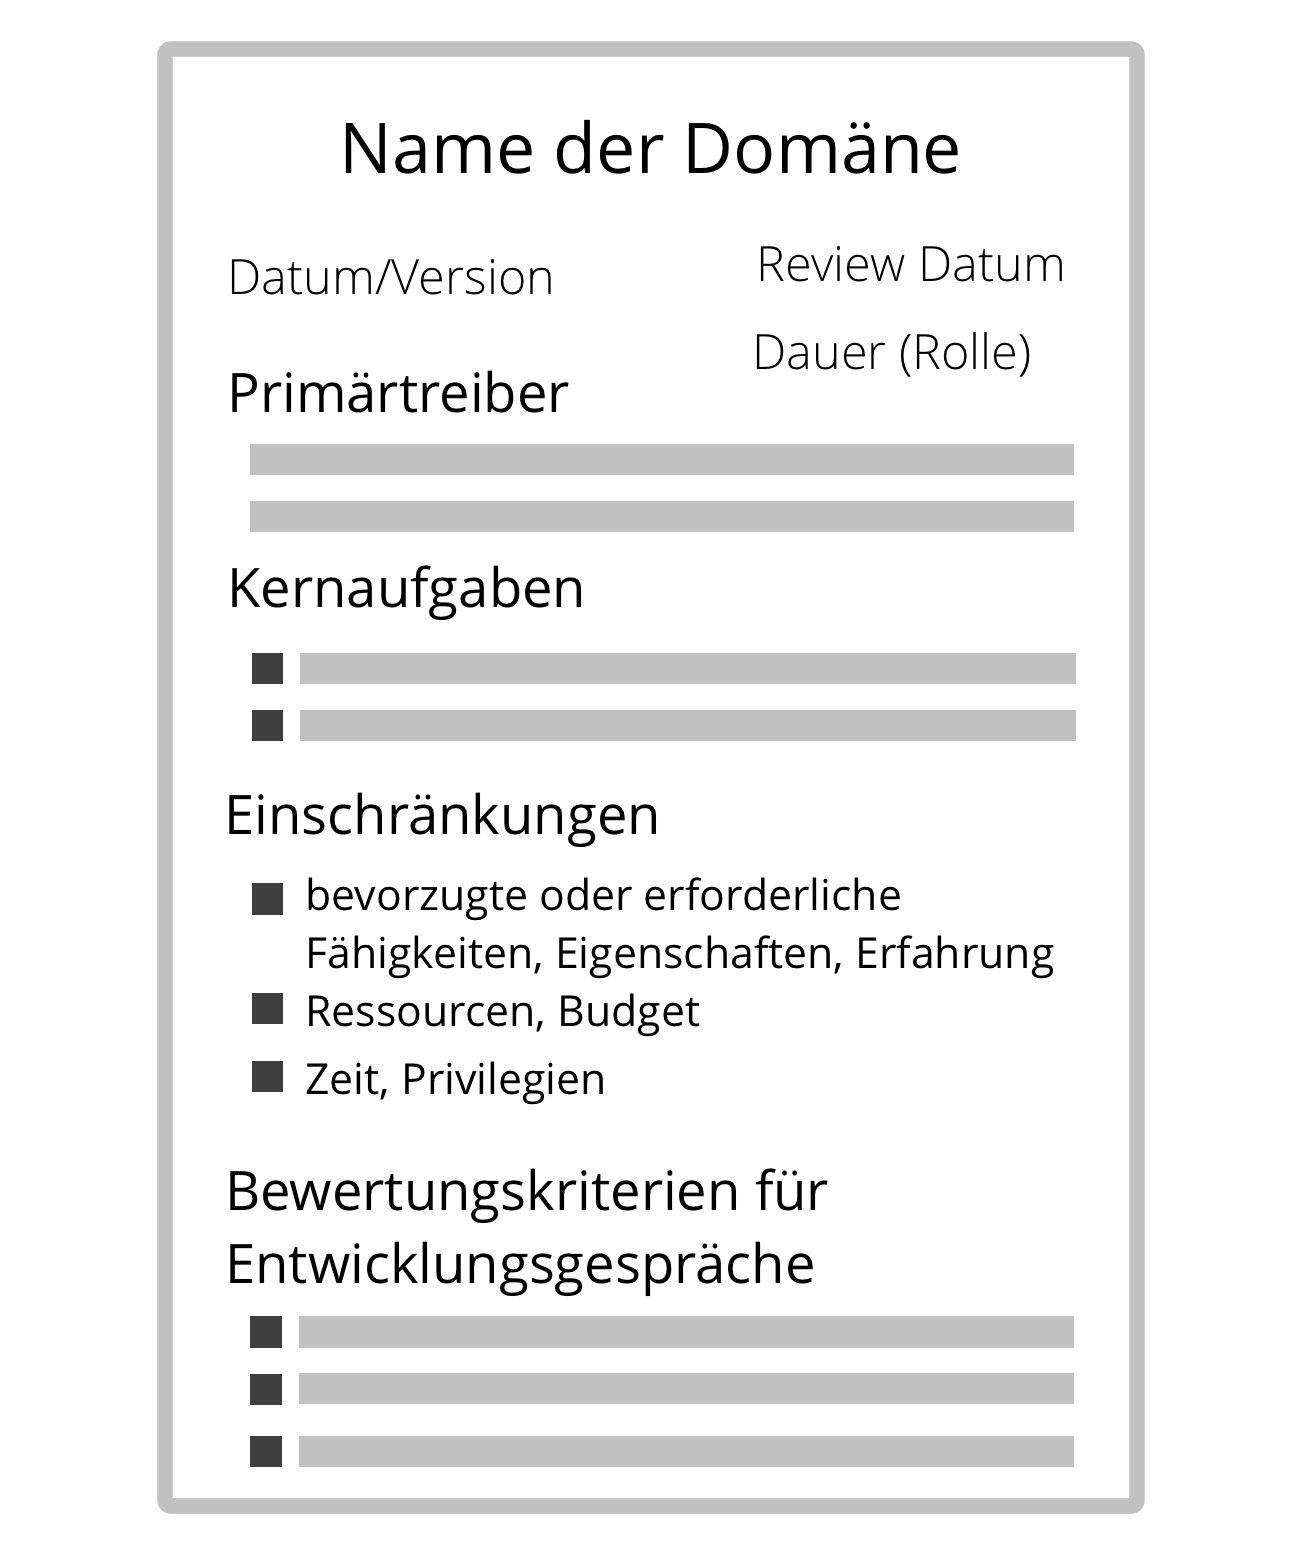 Name der Domäne
Datum/Version
Review Datum
Dauer (Rolle)
Primärtreiber
Kernaufgaben
Einschränkungen
bevorzugte oder erforderliche
Fähigkeiten, Eigenschaften, Erfahrung
Ressourcen, Budget
Zeit, Privilegien
Bewertungskriterien für
Entwicklungsgespräche